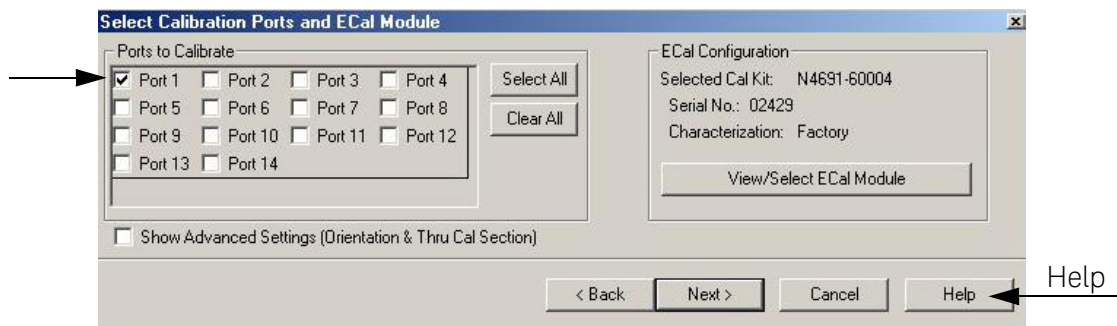 Select Calibration Ports and ECal Module
Ports to Calibrate
Port 1 Port 2 Port 3 Port 4
Port 5 Port 6 Port 7 Port 8
Port 9 Port 10 Port 11 Port 12
Port 13 Port 14
Select All
Clear All
ECal Configuration
Selected Cal Kit: N4691-60004
Serial No.: 02429
Characterization: Factory
View/Select ECal Module
Show Advanced Settings (Orientation & Thru Cal Section)
< Back Next > Cancel Help
Help